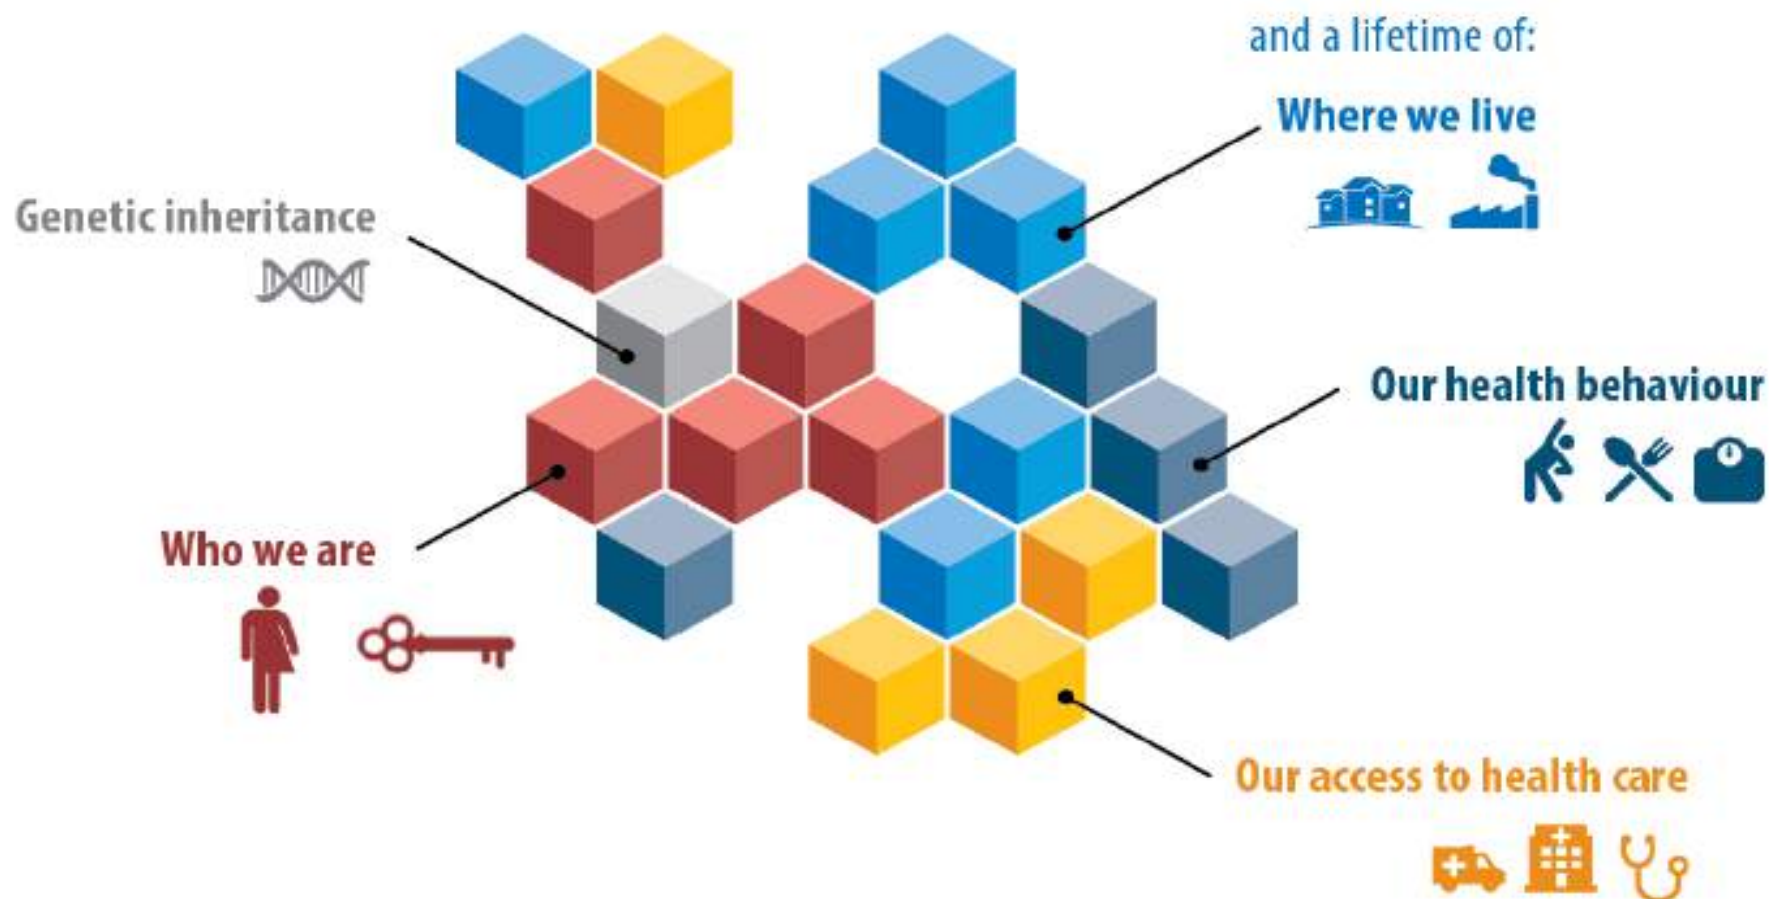 and a lifetime of:
Where we live
Genetic inheritance
Our health behaviour
Who we are
Our access to health care